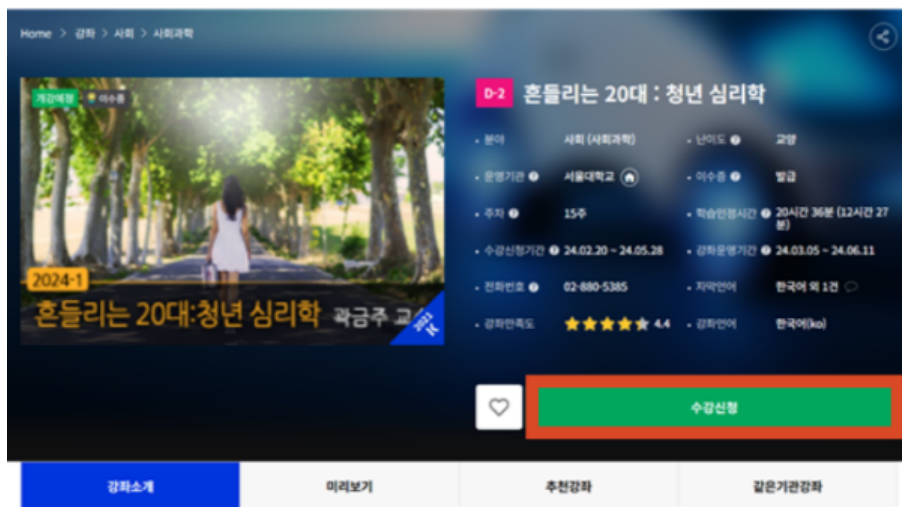 Home > 강좌 > 사회 > 사회과학
개강예정
이수증
2024-1
흔들리는 20대:청년 심리학 곽금주 교
2021
K
D-2 흔들리는 20대 : 청년 심리학
• 분야 사회 (사회과학) • 난이도 교양
• 운영기관 서울대학교 • 이수증 발급
• 주차 15주 • 학습인정시간 20시간 36분 (12시간 27
분)
• 수강신청기간 24.02.20 ~ 24.05.28 • 강좌운영기간 24.03.05 ~ 24.06.11
• 전화번호 02-880-5385 • 자막언어 한국어 외 1건
• 강좌만족도 4.4 • 강좌언어 한국어(ko)
수강신청
강좌소개 미리보기 추천강좌 같은기관강좌